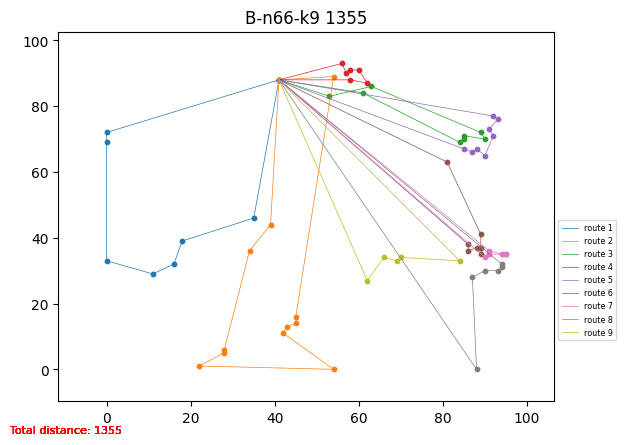 B-n66-k9 1355
100
80
60
40
20
0
0 20 40 60 80 100
route 1
route 2
route 3
route 4
route 5
route 6
route 7
route 8
route 9
Total distance: 1355